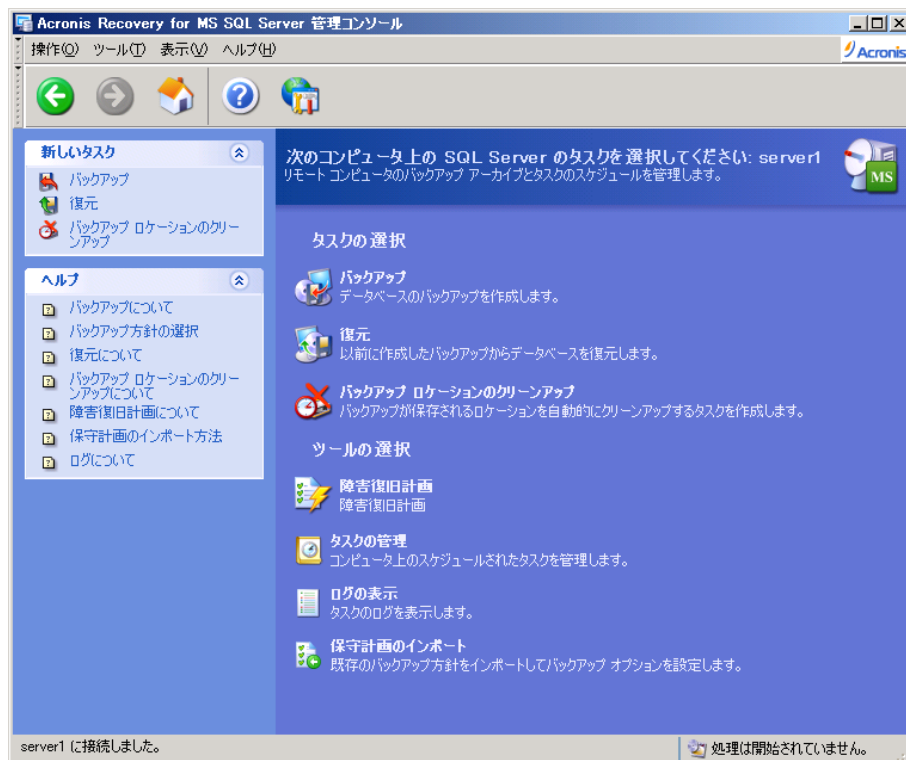 Acronis Recovery for MS SQL Server 管理コンソール
操作(O) ツール(T) 表示(V) ヘルプ(H)
Acronis
新しいタスク
バックアップ
復元
バックアップ ロケーションのクリー
ンアップ
ヘルプ
バックアップについて
バックアップ方針の選択
復元について
バックアップ ロケーションのクリー
ンアップについて
障害復旧計画について
保守計画のインポート方法
ログについて
次のコンピュータ上の SQL Server のタスクを選択してください: server1
リモート コンピュータのバックアップ アーカイブとタスクのスケジュールを管理します。
MS
タスクの選択
バックアップ
データベースのバックアップを作成します。
復元
以前に作成したバックアップからデータベースを復元します。
バックアップ ロケーションのクリーンアップ
バックアップが保存されるロケーションを自動的にクリーンアップするタスクを作成します。
ツールの選択
障害復旧計画
障害復旧計画
タスクの管理
コンピュータ上のスケジュールされたタスクを管理します。
ログの表示
タスクのログを表示します。
保守計画のインポート
既存のバックアップ方針をインポートしてバックアップ オプションを設定します。
server1 に接続しました。
処理は開始されていません。